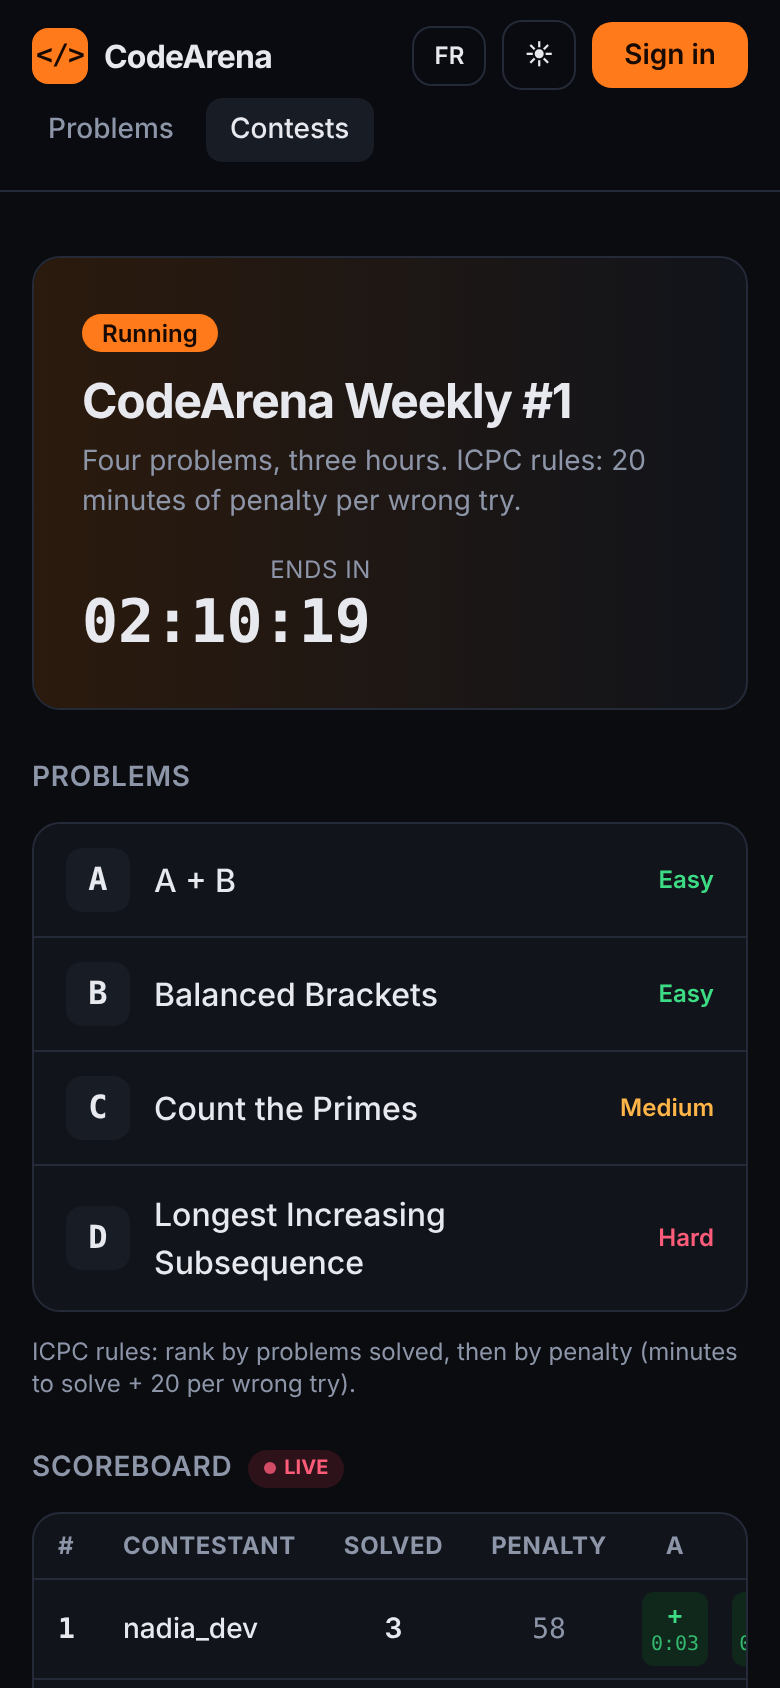 </> CodeArena FR Sign in
Problems Contests
Running
CodeArena Weekly #1
Four problems, three hours. ICPC rules: 20
minutes of penalty per wrong try.
ENDS IN
02:10:19
PROBLEMS
A A + B Easy
B Balanced Brackets Easy
C Count the Primes Medium
D Longest Increasing
Subsequence Hard
ICPC rules: rank by problems solved, then by penalty (minutes
to solve + 20 per wrong try).
SCOREBOARD LIVE
# CONTESTANT SOLVED PENALTY A
1 nadia_dev 3 58 +
0:03